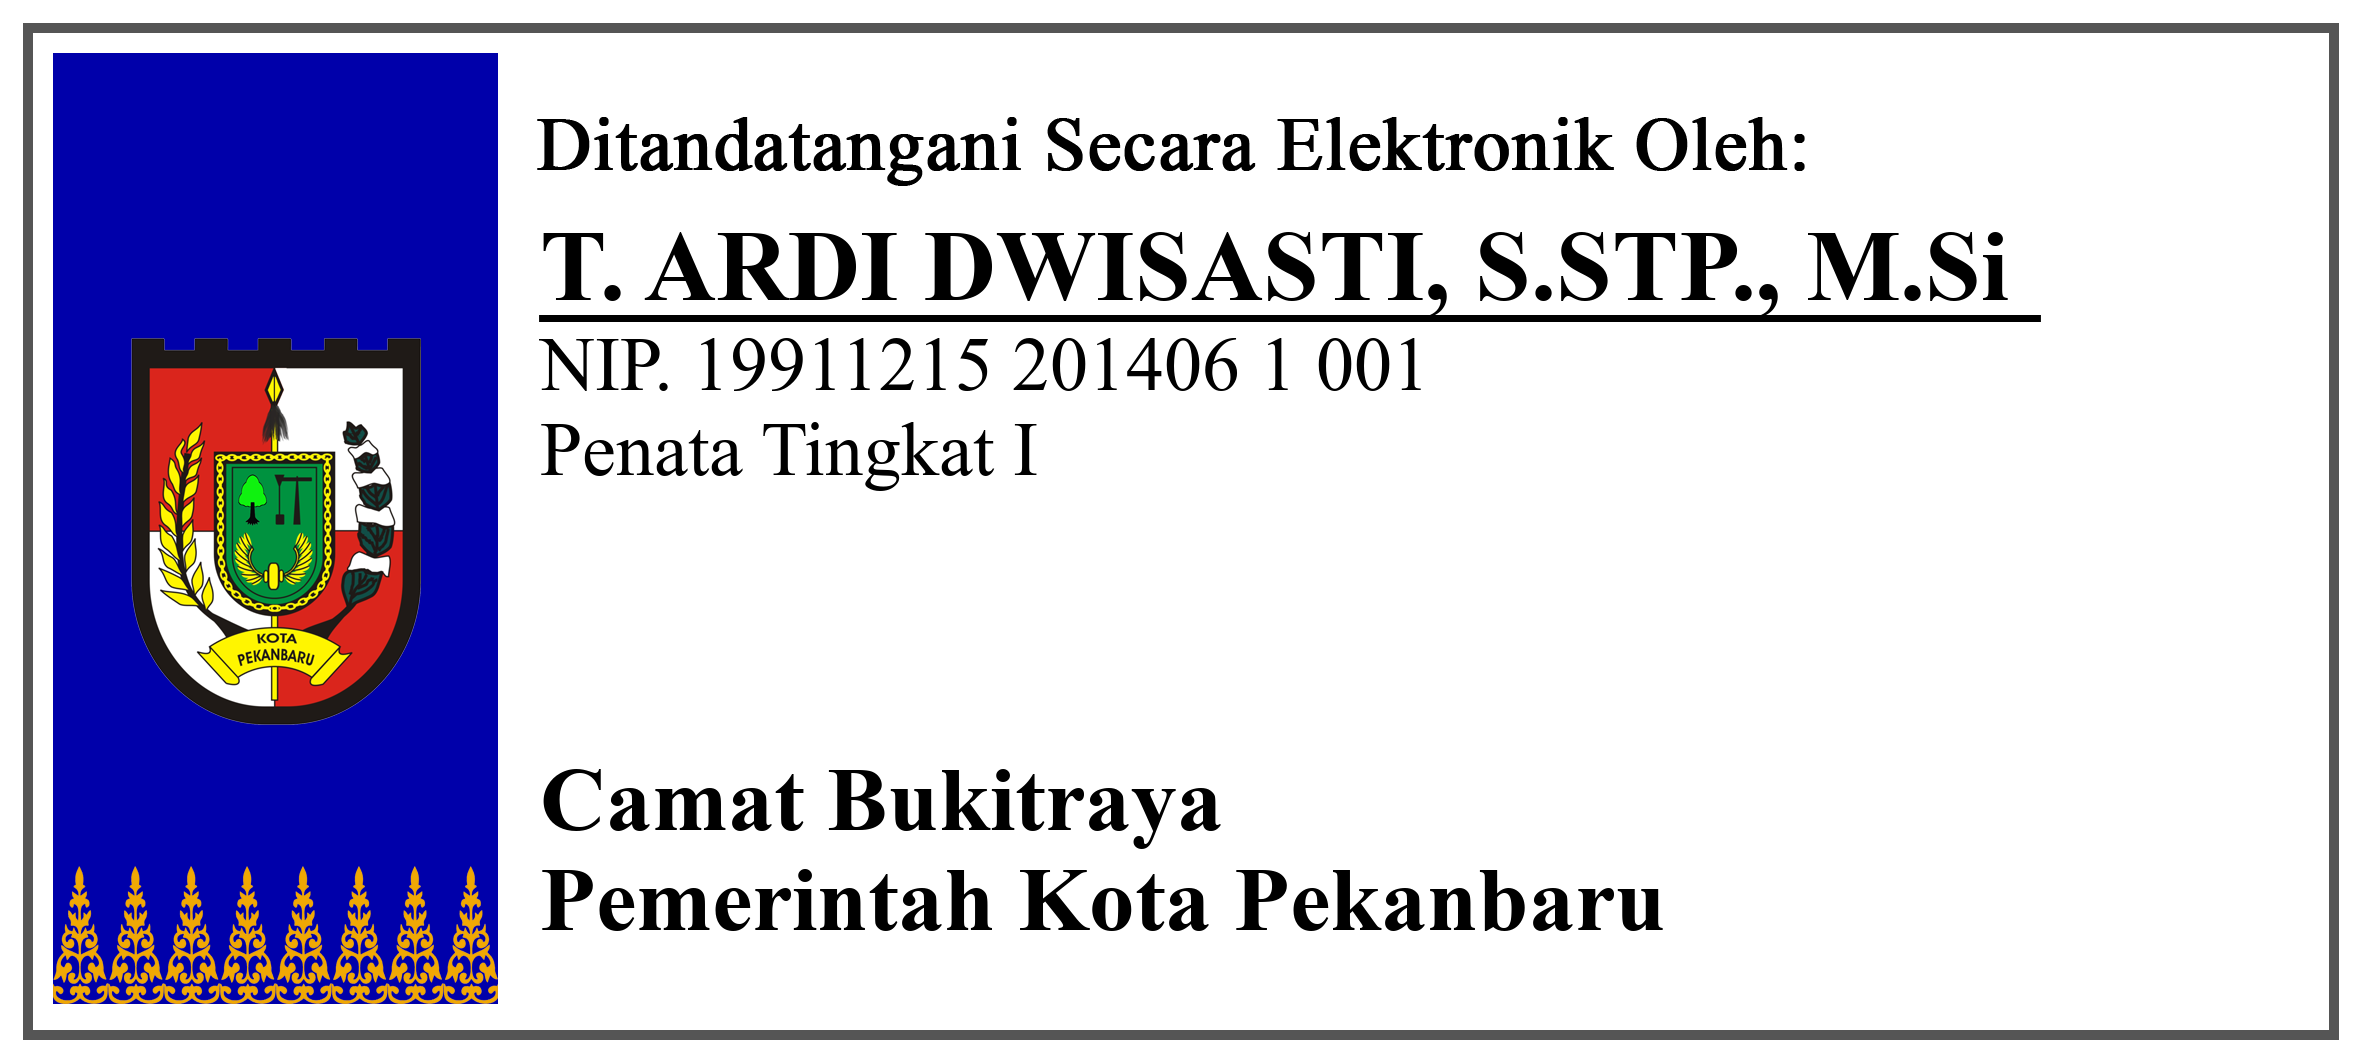 Ditandatangani Secara Elektronik Oleh:
T. ARDI DWISASTI, S.STP., M.Si
NIP. 19911215 201406 1 001
Penata Tingkat I
KOTA
PEKANBARU
Camat Bukitraya
Pemerintah Kota Pekanbaru